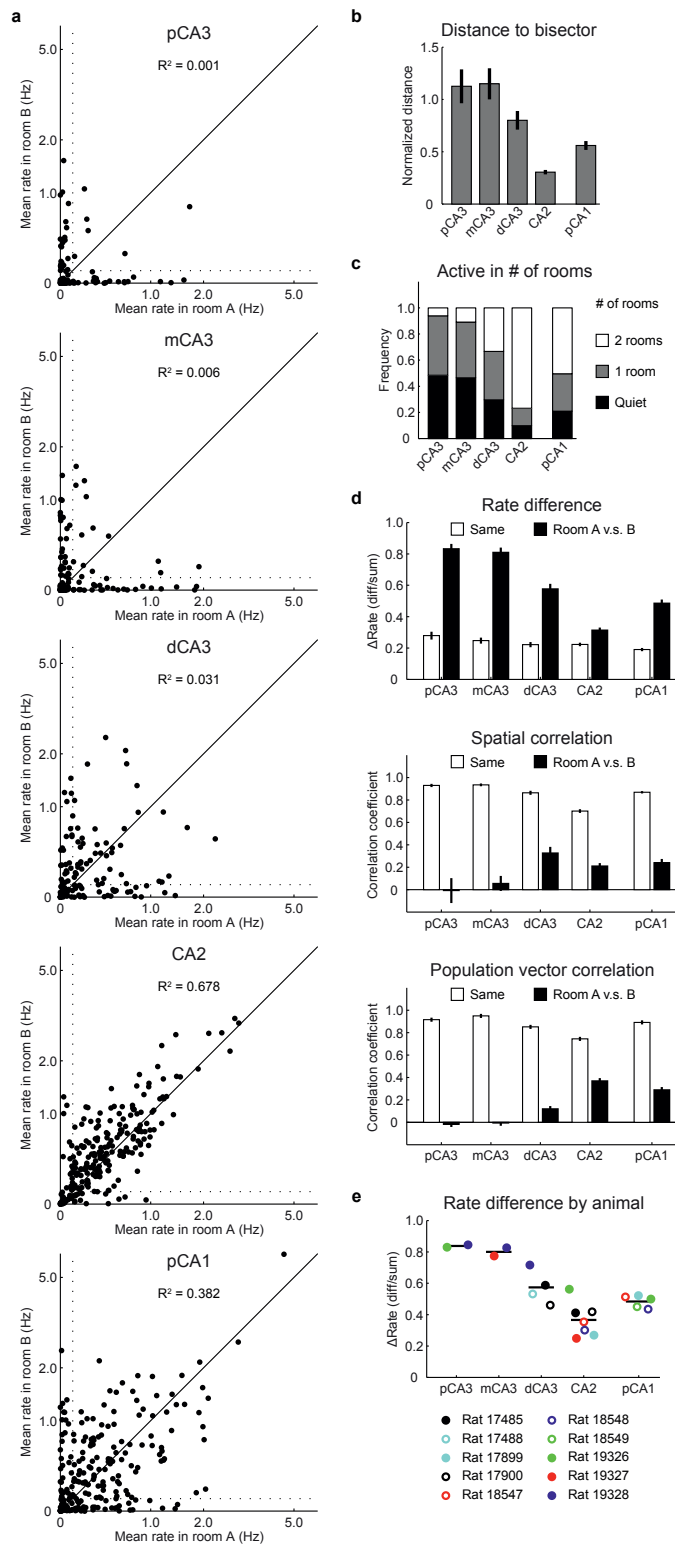 a
pCA3
R² = 0.001
5.0
2.0
1.0
0
Mean rate in room B (Hz)
0 1.0 2.0 5.0
Mean rate in room A (Hz)
mCA3
R² = 0.006
5.0
2.0
1.0
0
Mean rate in room B (Hz)
0 1.0 2.0 5.0
Mean rate in room A (Hz)
dCA3
R² = 0.031
5.0
2.0
1.0
0
Mean rate in room B (Hz)
0 1.0 2.0 5.0
Mean rate in room A (Hz)
CA2
R² = 0.678
5.0
2.0
1.0
0
Mean rate in room B (Hz)
0 1.0 2.0 5.0
Mean rate in room A (Hz)
pCA1
R² = 0.382
5.0
2.0
1.0
0
Mean rate in room B (Hz)
0 1.0 2.0 5.0
Mean rate in room A (Hz)
b
Distance to bisector
Normalized distance
1.5
1.0
0.5
0
pCA3 mCA3 dCA3 CA2 pCA1
c
Active in # of rooms
Frequency
1.0
0.8
0.6
0.4
0.2
0
pCA3 mCA3 dCA3 CA2 pCA1
# of rooms
2 rooms
1 room
Quiet
d
Rate difference
Same Room A v.s. B
ΔRate (diff/sum)
1.0
0.8
0.6
0.4
0.2
0
pCA3 mCA3 dCA3 CA2 pCA1
Spatial correlation
Same Room A v.s. B
Correlation coefficient
1.0
0.8
0.6
0.4
0.2
0
pCA3 mCA3 dCA3 CA2 pCA1
Population vector correlation
Same Room A v.s. B
Correlation coefficient
1.0
0.8
0.6
0.4
0.2
0
pCA3 mCA3 dCA3 CA2 pCA1
e
Rate difference by animal
ΔRate (diff/sum)
1.0
0.8
0.6
0.4
0.2
0
pCA3 mCA3 dCA3 CA2 pCA1
Rat 17485 Rat 18548
Rat 17488 Rat 18549
Rat 17899 Rat 19326
Rat 17900 Rat 19327
Rat 18547 Rat 19328